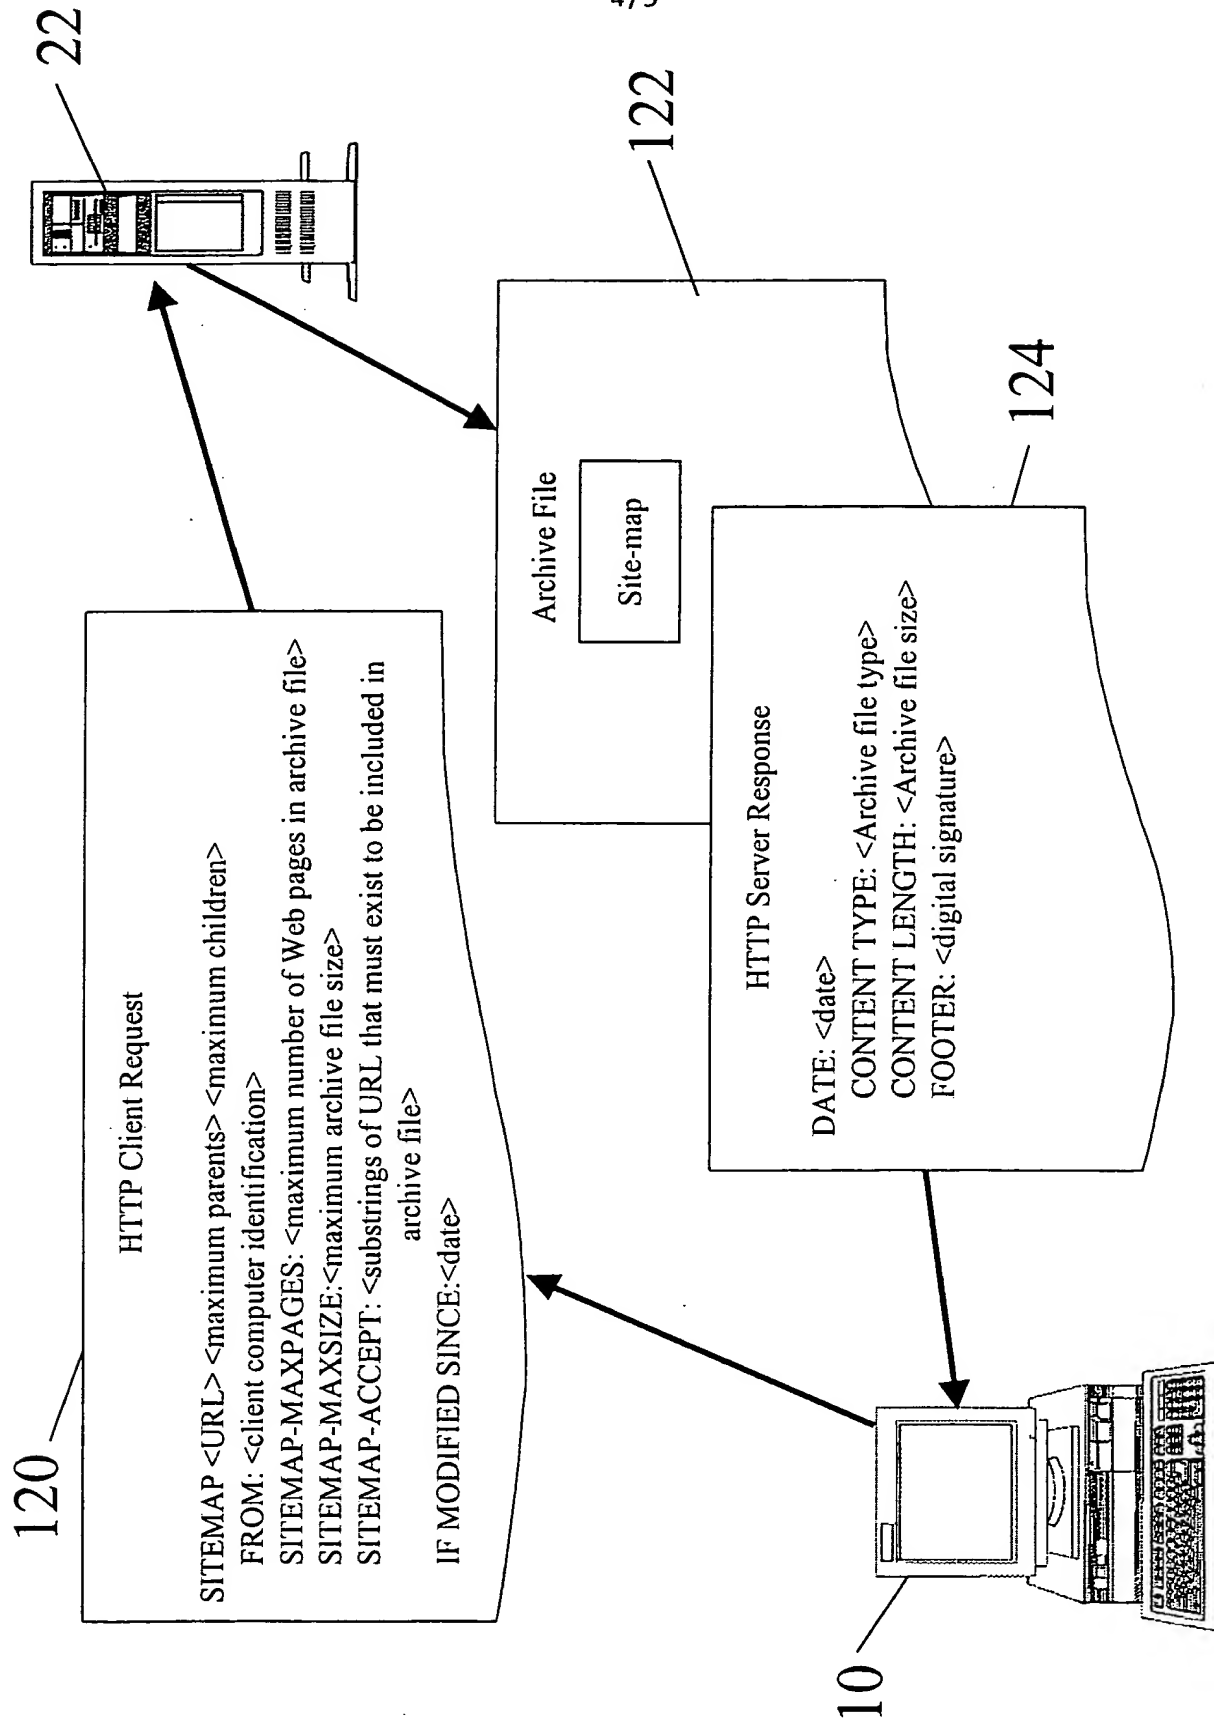 120
HTTP Client Request
SITEMAP <URL> <maximum parents> <maximum children>
FROM: <client computer identification>
SITEMAP-MAXPAGES: <maximum number of Web pages in archive file>
SITEMAP-MAXSIZE:<maximum archive file size>
SITEMAP-ACCEPT: <substrings of URL that must exist to be included in
archive file>
IF MODIFIED SINCE:<date>
22
Archive File
Site-map
122
HTTP Server Response
DATE: <date>
CONTENT TYPE: <Archive file type>
CONTENT LENGTH: <Archive file size>
FOOTER: <digital signature>
124
10